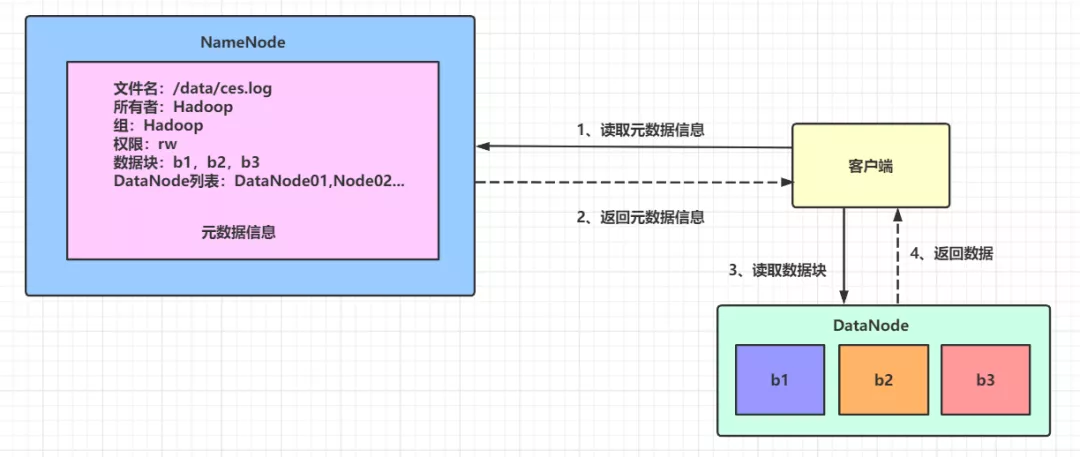 NameNode
文件名：/data/ces.log
所有者：Hadoop
组：Hadoop
权限：rw
数据块：b1，b2，b3
DataNode列表：DataNode01,Node02...
元数据信息
1、读取元数据信息
2、返回元数据信息
客户端
3、读取数据块
4、返回数据
DataNode
b1
b2
b3